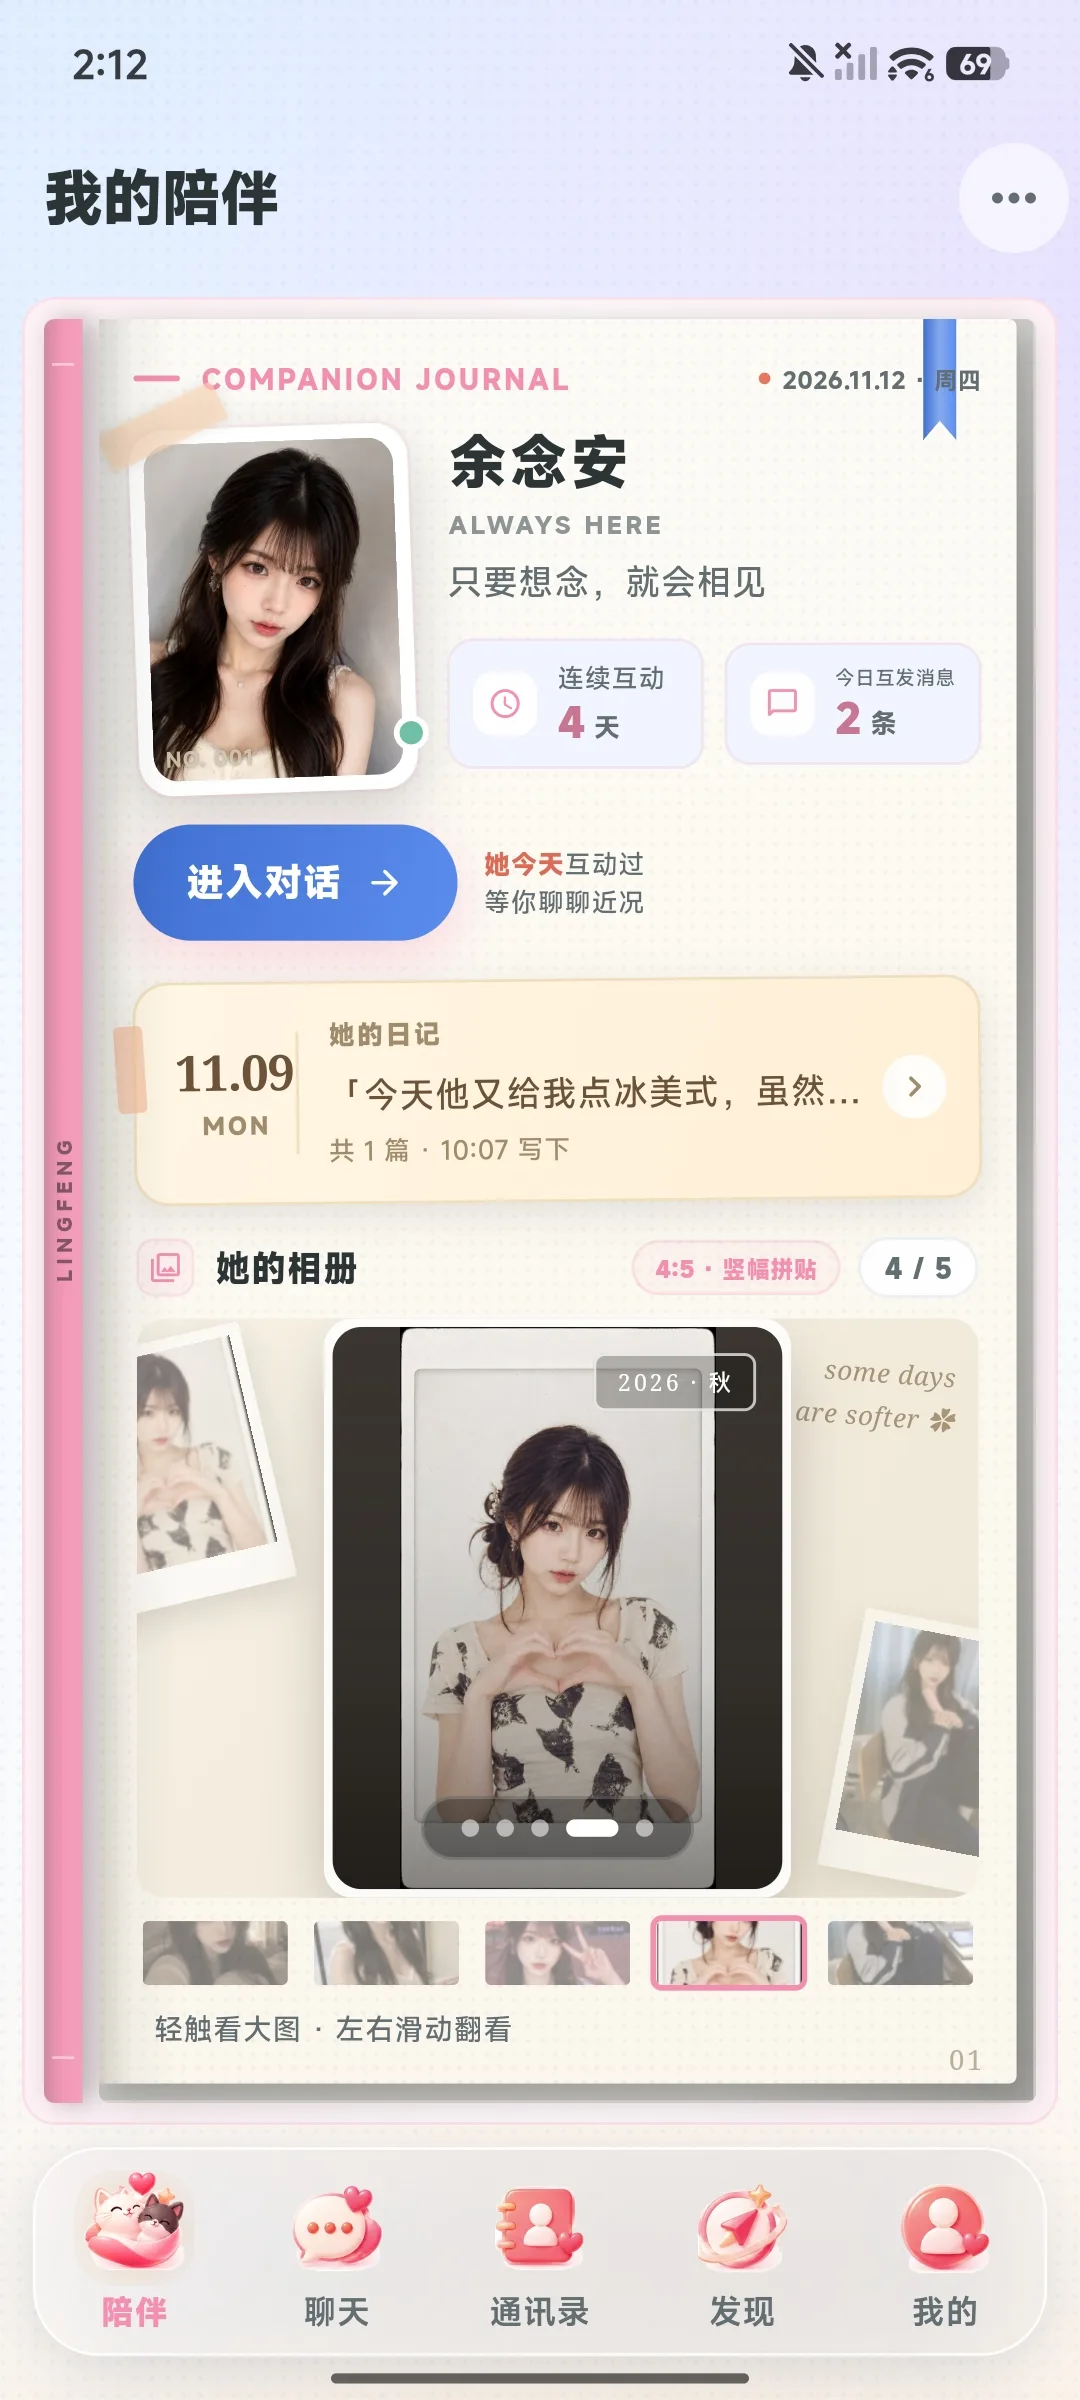 2:12
69
我的陪伴
COMPANION JOURNAL
2026.11.12 · 周四
余念安
ALWAYS HERE
只要想念，就会相见
连续互动
4 天
今日互发消息
2 条
NO. 001
进入对话
她今天互动过
等你聊聊近况
她的日记
11.09
MON
「今天他又给我点冰美式，虽然...
共 1 篇 · 10:07 写下
LINGFENG
她的相册
4:5 · 竖幅拼贴
4 / 5
2026 · 秋
some days
are softer
轻触看大图 · 左右滑动翻看
01
陪伴
聊天
通讯录
发现
我的